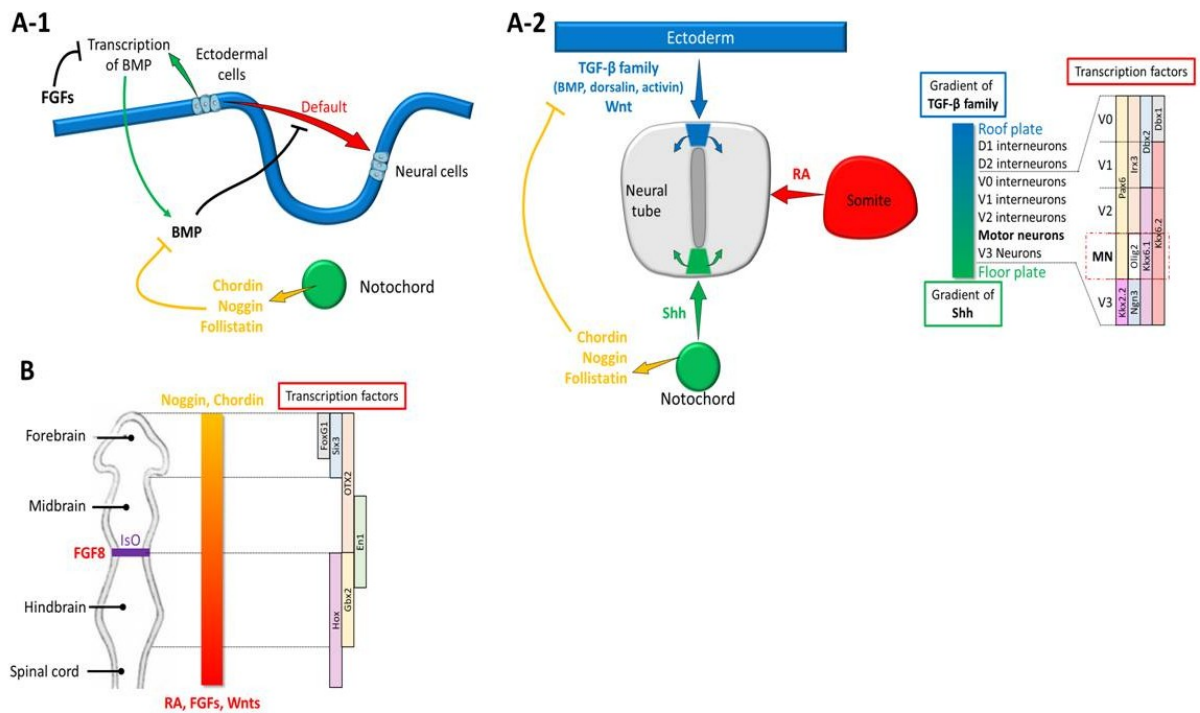 A-1
Transcription
of BMP
Ectodermal
cells
FGFs
Default
Neural cells
BMP
Chordin
Noggin
Follistatin
Notochord
A-2
Ectoderm
TGF-β family
(BMP, dorsalin, activin)
Wnt
Neural
tube
RA
Somite
Shh
Chordin
Noggin
Follistatin
Notochord
Gradient of
TGF-β family
Roof plate
D1 interneurons
D2 interneurons
V0 interneurons
V1 interneurons
V2 interneurons
Motor neurons
V3 Neurons
Floor plate
Gradient of
Shh
Transcription factors
V0
V1
V2
MN
V3
Pax6
Kkx2.2
Irx3
Olig2
Ngn3
Dbx2
Kkx6.1
Dbx1
Kkx6.2
B
Noggin, Chordin
Transcription factors
Forebrain
Midbrain
IsO
FGF8
Hindbrain
Spinal cord
RA, FGFs, Wnts
FoxG1
Six3
OTX2
En1
Hox
Gbx2